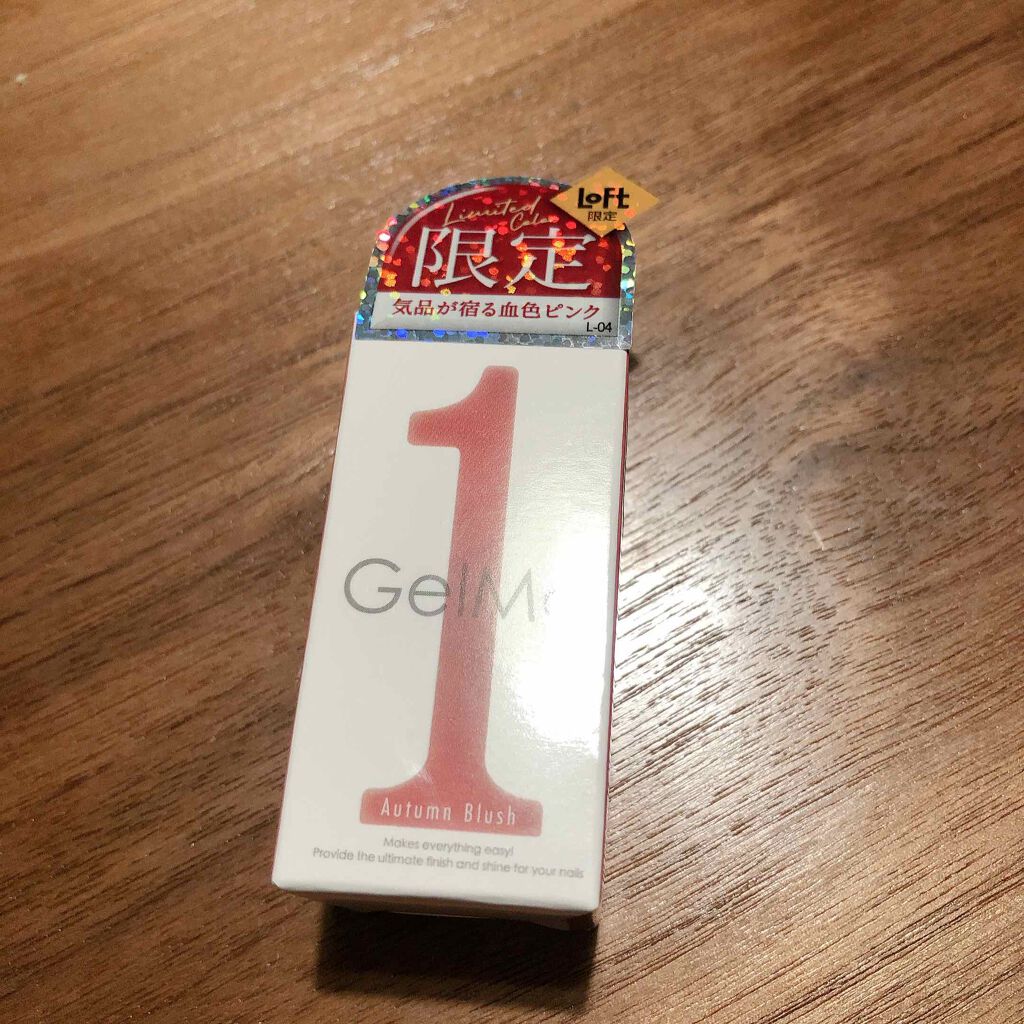 LoFt
限定
Limited
Color
限定
気品が宿る血色ピンク
L-04
1
GelM
Autumn Blush
Makes everything easy!
Provide the ultimate finish and shine for your nails